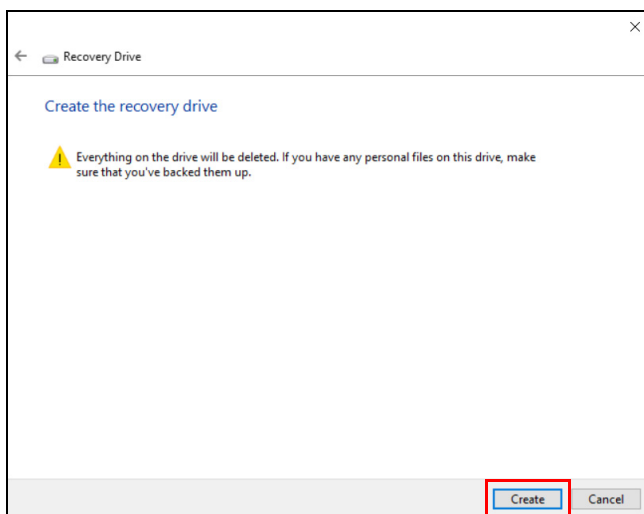 Recovery Drive
Create the recovery drive
Everything on the drive will be deleted. If you have any personal files on this drive, make
sure that you've backed them up.
Create Cancel